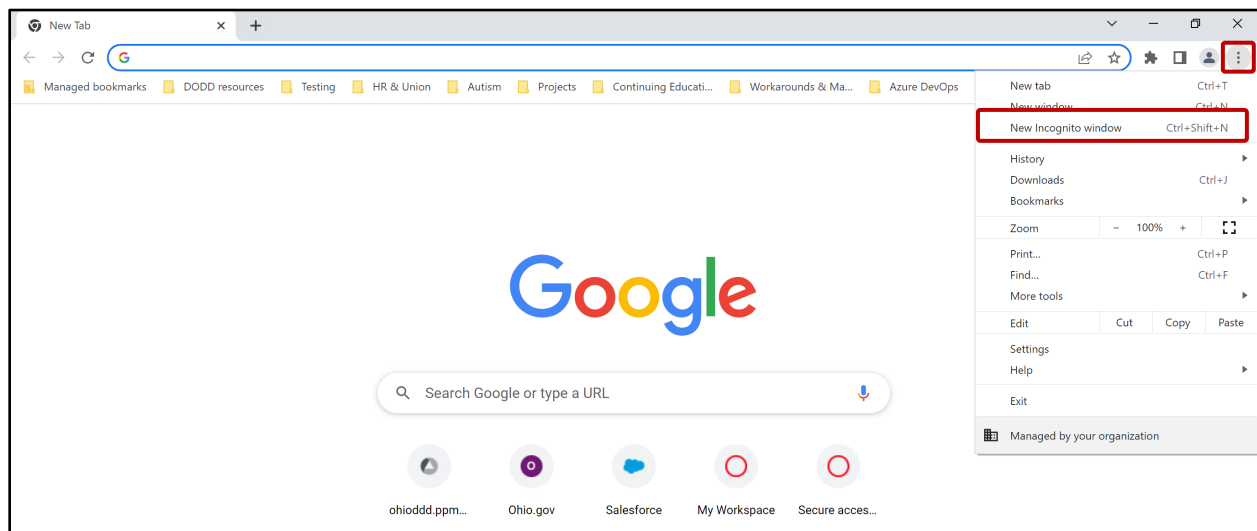 New Tab
G
Managed bookmarks DODD resources Testing HR & Union Autism Projects Continuing Educati... Workarounds & Ma... Azure DevOps
New tab Ctrl+T
New window Ctrl+N
New Incognito window Ctrl+Shift+N
History
Downloads Ctrl+J
Bookmarks
Zoom - 100% +
Print... Ctrl+P
Find... Ctrl+F
More tools
Edit Cut Copy Paste
Settings
Help
Exit
Managed by your organization
Google
Search Google or type a URL
O
ohioddd.ppm... Ohio.gov Salesforce My Workspace Secure acces...